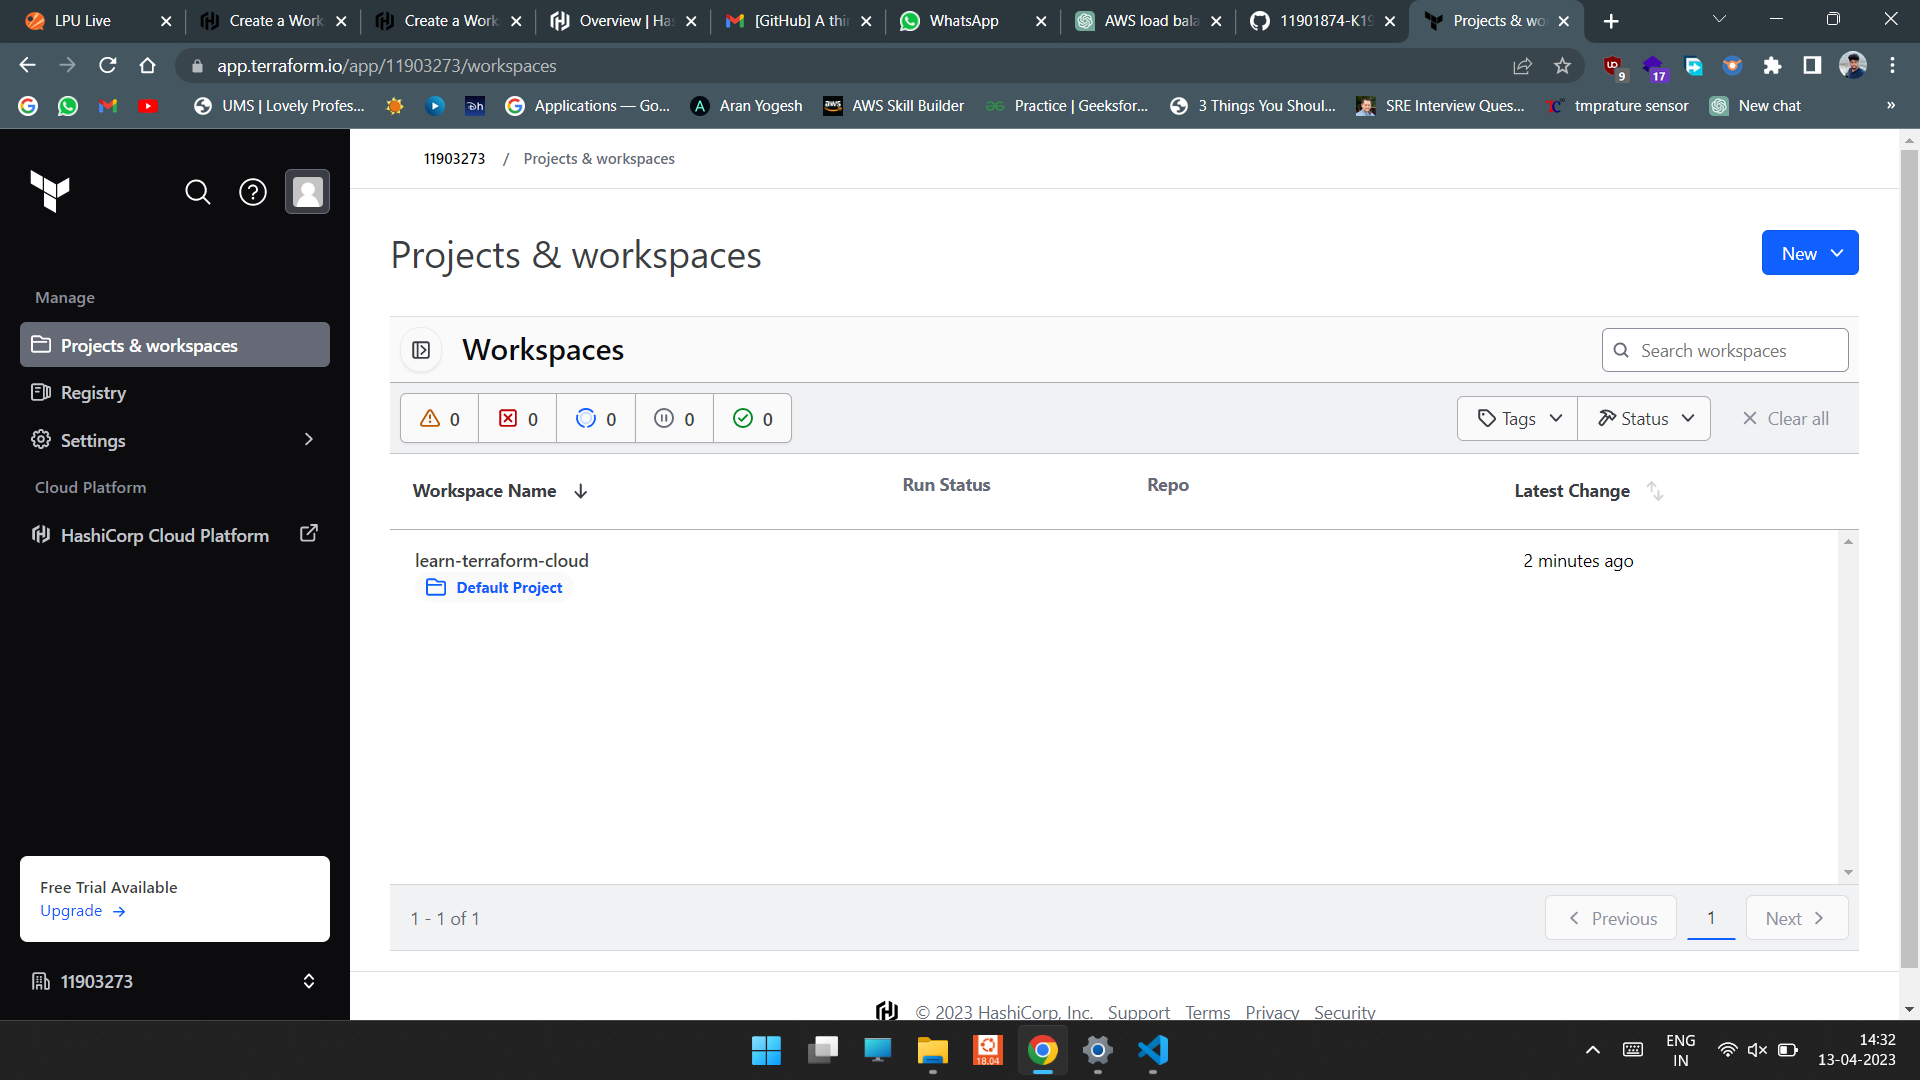 LPU Live
Create a Work
Create a Work
Overview | Has
[GitHub] A thi
WhatsApp
AWS load bala
11901874-K19
Projects & wo
app.terraform.io/app/11903273/workspaces
9
17
UMS | Lovely Profes...
Dh
Applications — Go...
A
Aran Yogesh
aws
AWS Skill Builder
Practice | Geeksfor...
3 Things You Shoul...
SRE Interview Ques...
tmprature sensor
New chat
»
11903273 / Projects & workspaces
Projects & workspaces
New
Manage
Projects & workspaces
Registry
Settings
Cloud Platform
HashiCorp Cloud Platform
Free Trial Available
Upgrade →
11903273
Workspaces
Search workspaces
0 0 0 0 0
Tags
Status
Clear all
Workspace Name
Run Status
Repo
Latest Change
learn-terraform-cloud
2 minutes ago
Default Project
1 - 1 of 1
Previous
1
Next
© 2023 HashiCorp, Inc. Support Terms Privacy Security
18.04
ENG
IN
14:32
13-04-2023